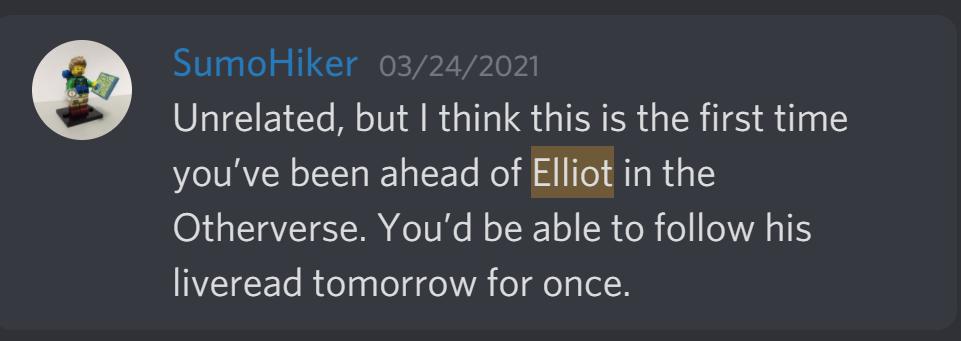 SumoHiker 03/24/2021
Unrelated, but I think this is the first time
you’ve been ahead of Elliot in the
Otherverse. You’d be able to follow his
liveread tomorrow for once.